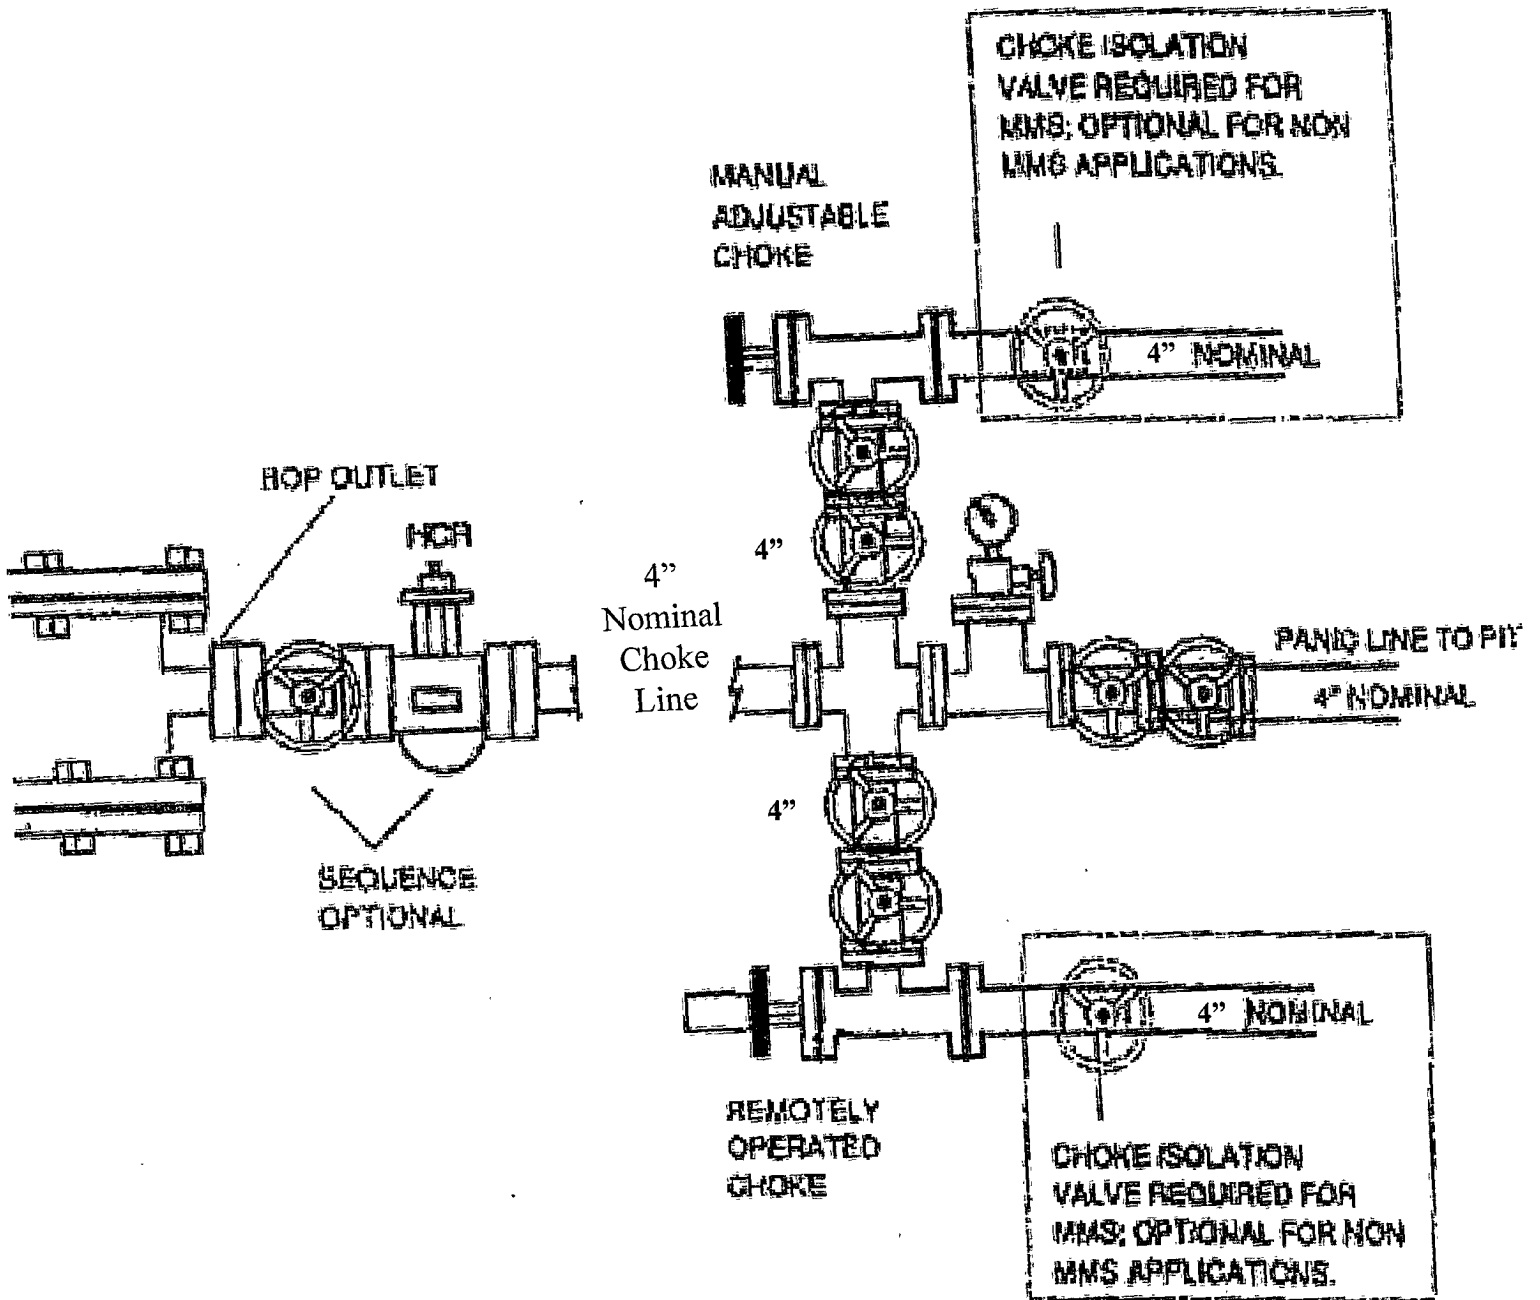 CHOKE ISOLATION
VALVE REQUIRED FOR
MMS; OPTIONAL FOR NON
MMS APPLICATIONS.
MANUAL
ADJUSTABLE
CHOKE
4” NOMINAL
BOP OUTLET
HCR
4”
4”
Nominal
Choke
Line
PANIC LINE TO PIT
4" NOMINAL
4”
SEQUENCE
OPTIONAL
4” NOMINAL
REMOTELY
OPERATED
CHOKE
CHOKE ISOLATION
VALVE REQUIRED FOR
MMS; OPTIONAL FOR NON
MMS APPLICATIONS.